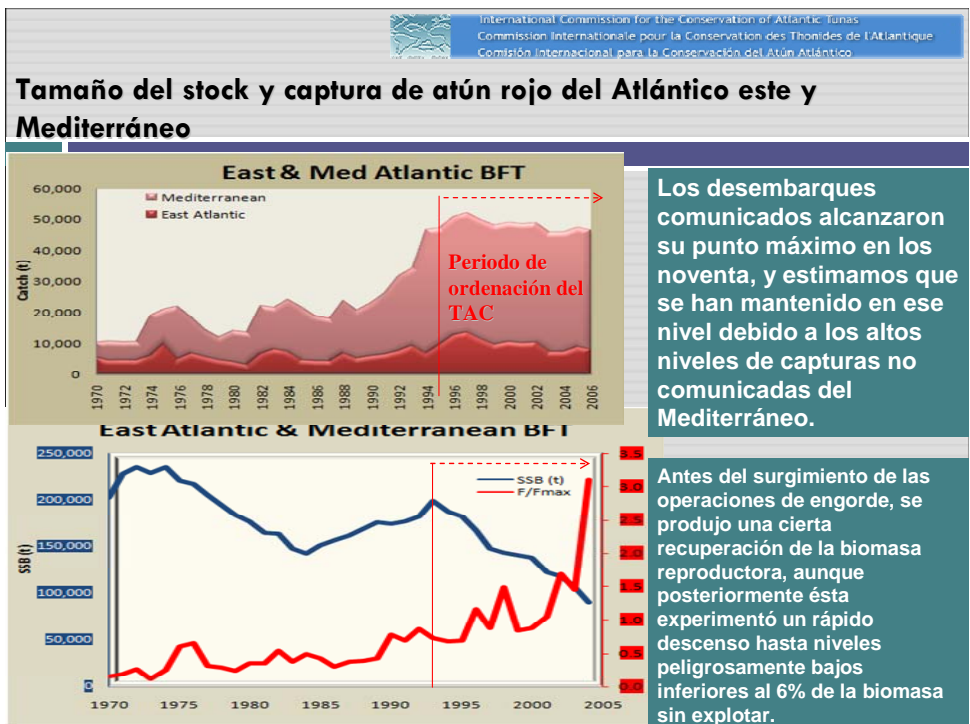 International Commission for the Conservation of Atlantic Tunas
Commission Internationale pour la Conservation des Thonides de l'Atlantique
Comisión Internacional para la Conservación del Atún Atlántico
Tamaño del stock y captura de atún rojo del Atlántico este y
Mediterráneo
East & Med Atlantic BFT
60,000
50,000
40,000
30,000
20,000
10,000
0
Catch (t)
Mediterranean
East Atlantic
Periodo de
ordenación del
TAC
1970 1972 1974 1976 1978 1980 1982 1984 1986 1988 1990 1992 1994 1996 1998 2000 2002 2004 2006
Los desembarques
comunicados alcanzaron
su punto máximo en los
noventa, y estimamos que
se han mantenido en ese
nivel debido a los altos
niveles de capturas no
comunicadas del
Mediterráneo.
East Atlantic & Mediterranean BFT
250,000
200,000
150,000
100,000
50,000
0
SSB (t)
SSB (t)
F/Fmax
3.5
3.0
2.5
2.0
1.5
1.0
0.5
0.0
1970 1975 1980 1985 1990 1995 2000 2005
Antes del surgimiento de las
operaciones de engorde, se
produjo una cierta
recuperación de la biomasa
reproductora, aunque
posteriormente ésta
experimentó un rápido
descenso hasta niveles
peligrosamente bajos
inferiores al 6% de la biomasa
sin explotar.